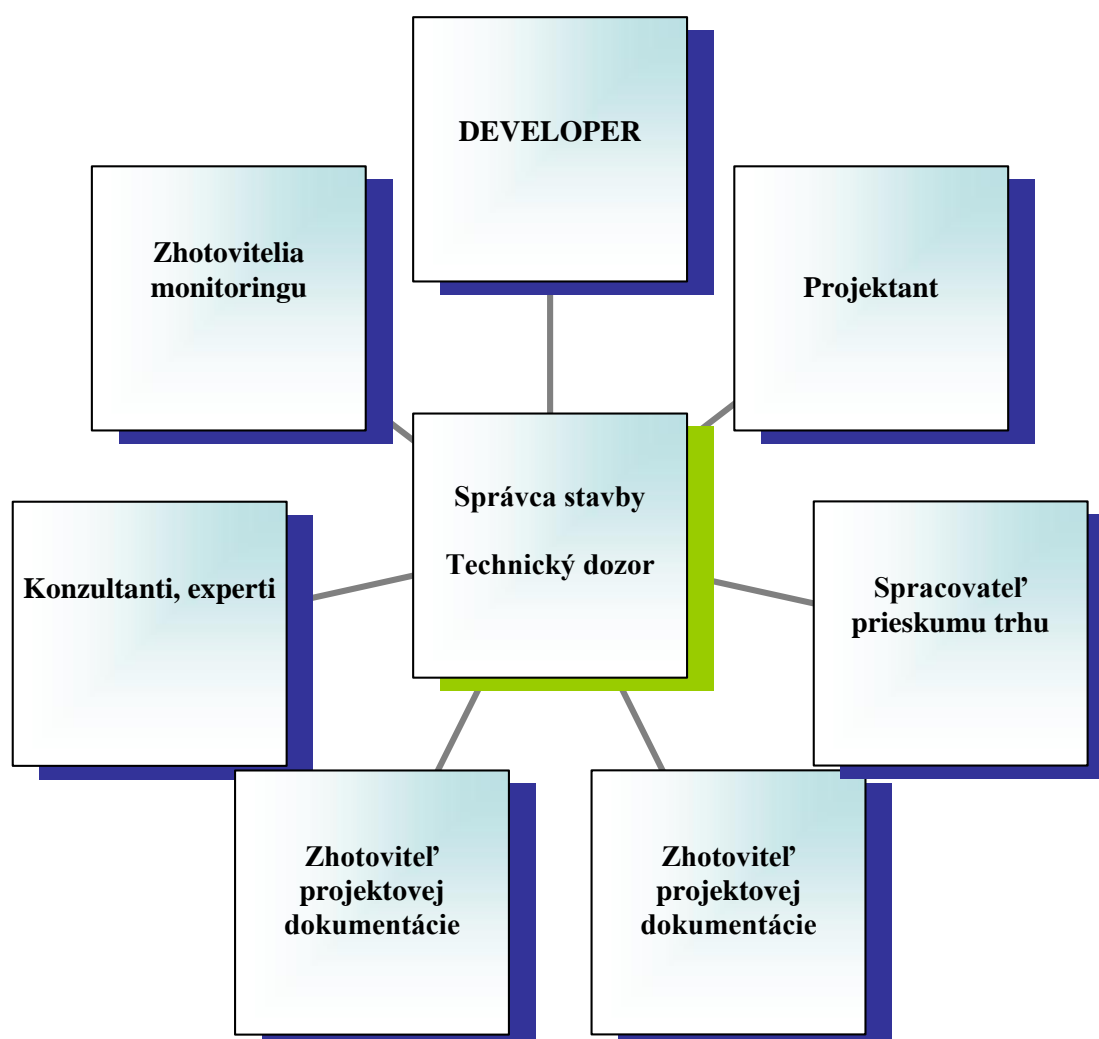 DEVELOPER
Zhotovitelia
monitoringu
Projektant
Správca stavby
Technický dozor
Konzultanti, experti
Spracovateľ
prieskumu trhu
Zhotoviteľ
projektovej
dokumentácie
Zhotoviteľ
projektovej
dokumentácie